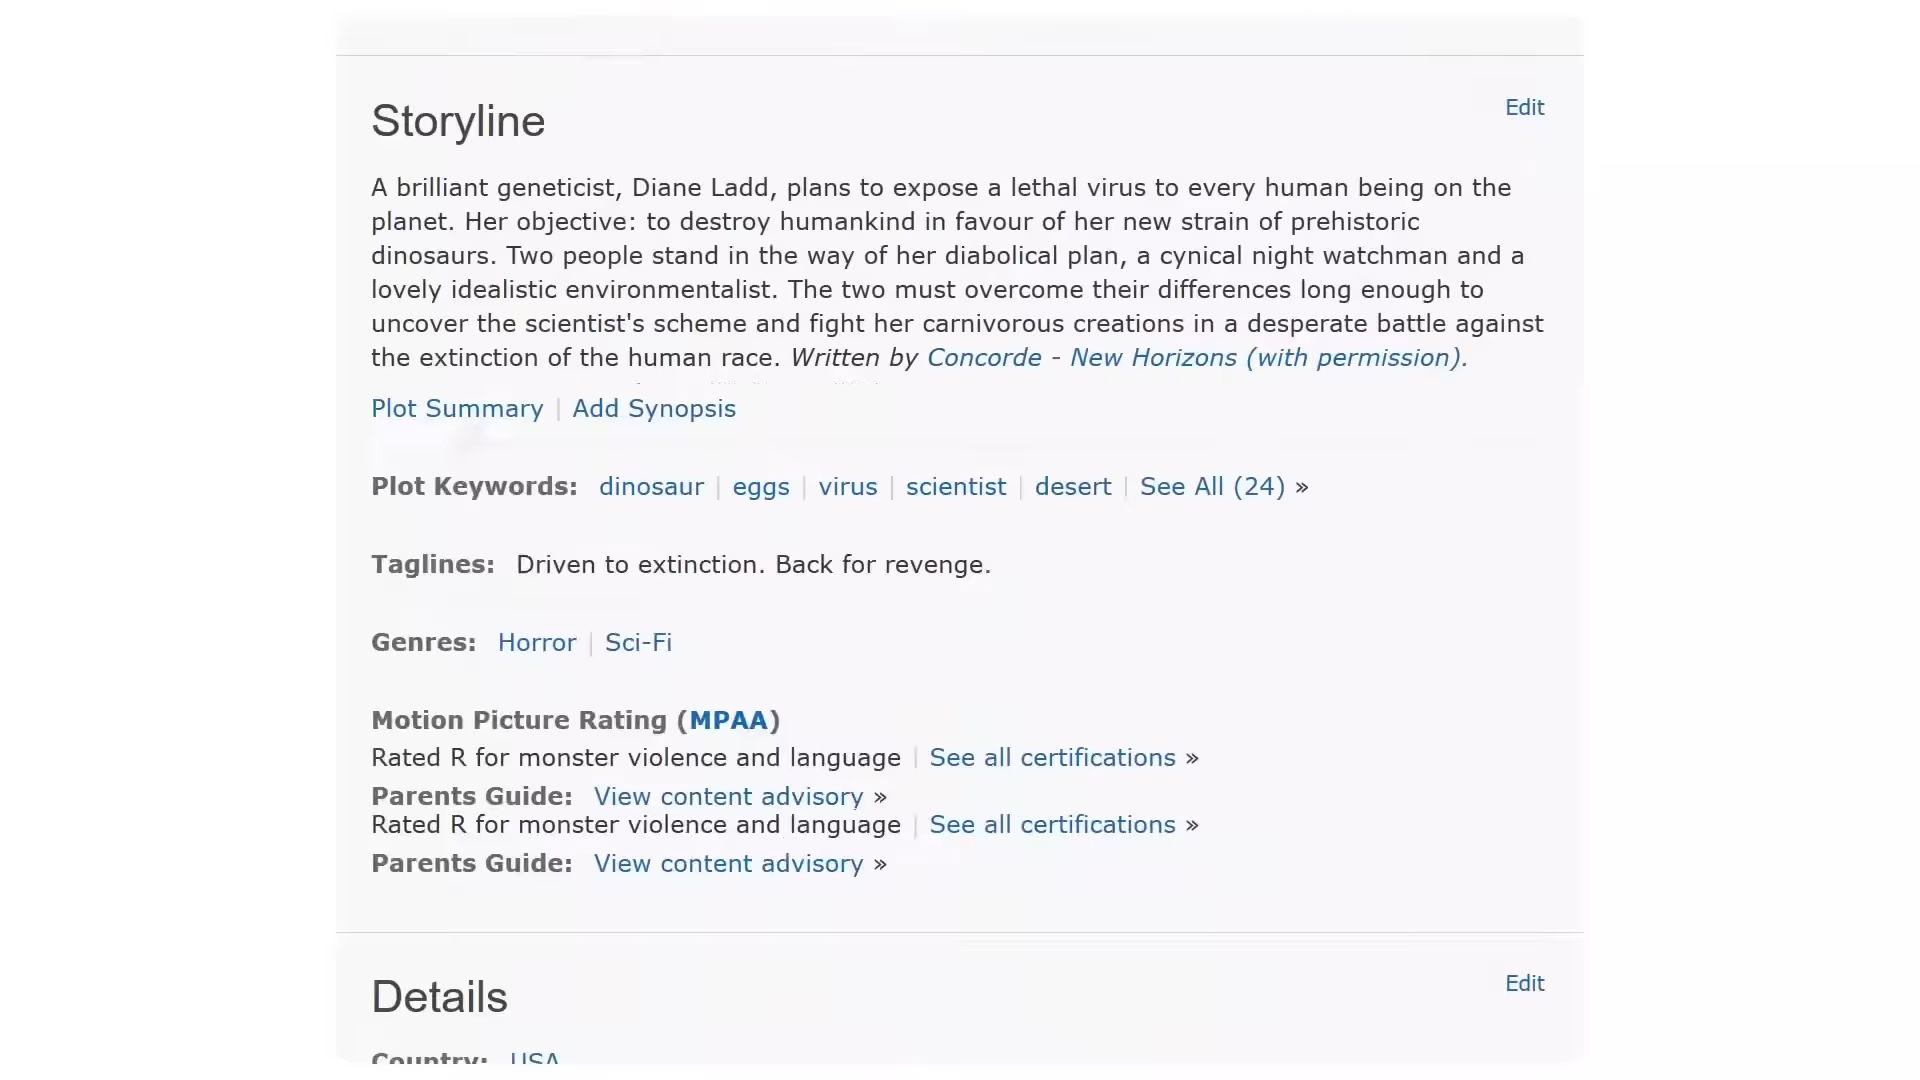 Storyline
Edit
A brilliant geneticist, Diane Ladd, plans to expose a lethal virus to every human being on the
planet. Her objective: to destroy humankind in favour of her new strain of prehistoric
dinosaurs. Two people stand in the way of her diabolical plan, a cynical night watchman and a
lovely idealistic environmentalist. The two must overcome their differences long enough to
uncover the scientist's scheme and fight her carnivorous creations in a desperate battle against
the extinction of the human race. Written by Concorde - New Horizons (with permission).
Plot Summary | Add Synopsis
Plot Keywords: dinosaur | eggs | virus | scientist | desert | See All (24) »
Taglines: Driven to extinction. Back for revenge.
Genres: Horror | Sci-Fi
Motion Picture Rating (MPAA)
Rated R for monster violence and language | See all certifications »
Parents Guide: View content advisory »
Rated R for monster violence and language | See all certifications »
Parents Guide: View content advisory »
Details
Edit
Country: USA